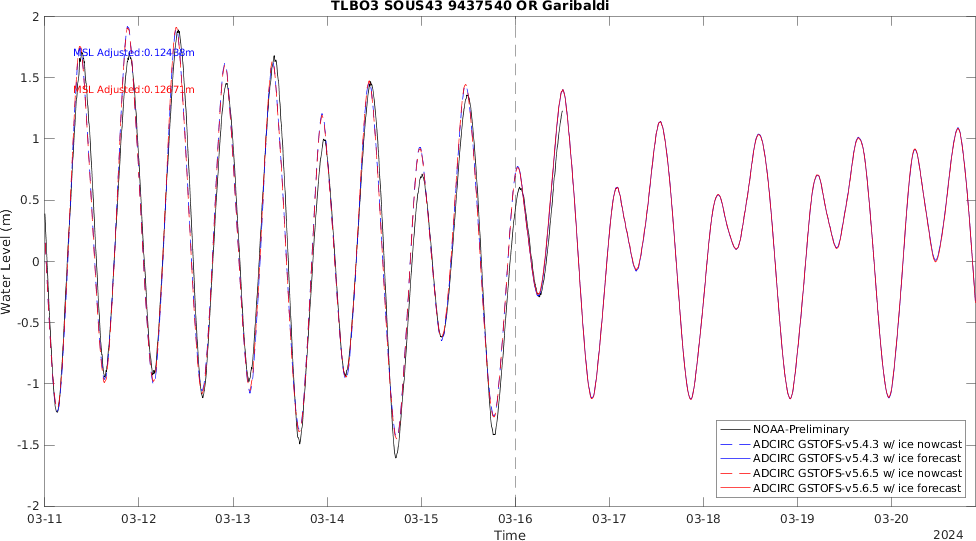 TLBO3 SOUS43 9437540 OR Garibaldi
MSL Adjusted:0.12438m
MSL Adjusted:0.12671m
Water Level (m)
2
1.5
1
0.5
0
-0.5
-1
-1.5
-2
NOAA-Preliminary
ADCIRC GSTOFS-v5.4.3 w/ ice nowcast
ADCIRC GSTOFS-v5.4.3 w/ ice forecast
ADCIRC GSTOFS-v5.6.5 w/ ice nowcast
ADCIRC GSTOFS-v5.6.5 w/ ice forecast
03-11 03-12 03-13 03-14 03-15 03-16 03-17 03-18 03-19 03-20
Time
2024